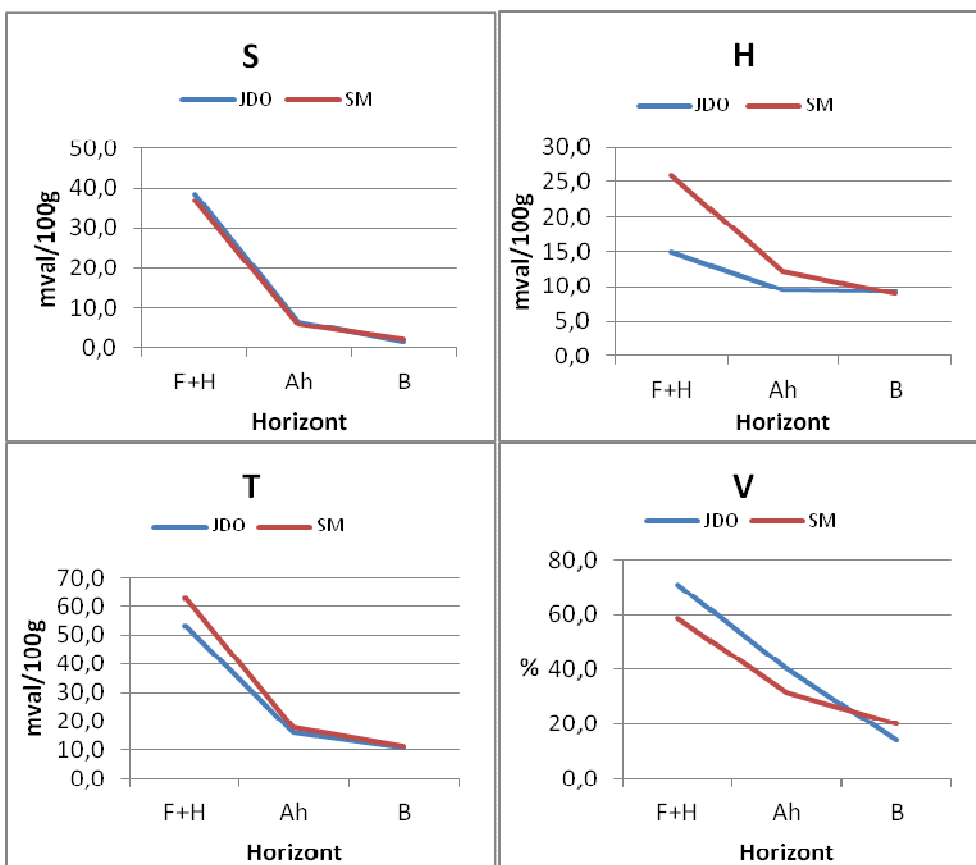 S
JDO SM
mval/100g
50,0
40,0
30,0
20,0
10,0
0,0
F+H Ah B
Horizont
H
JDO SM
mval/100g
30,0
25,0
20,0
15,0
10,0
5,0
0,0
F+H Ah B
Horizont
T
JDO SM
mval/100g
70,0
60,0
50,0
40,0
30,0
20,0
10,0
0,0
F+H Ah B
Horizont
V
JDO SM
%
80,0
60,0
40,0
20,0
0,0
F+H Ah B
Horizont